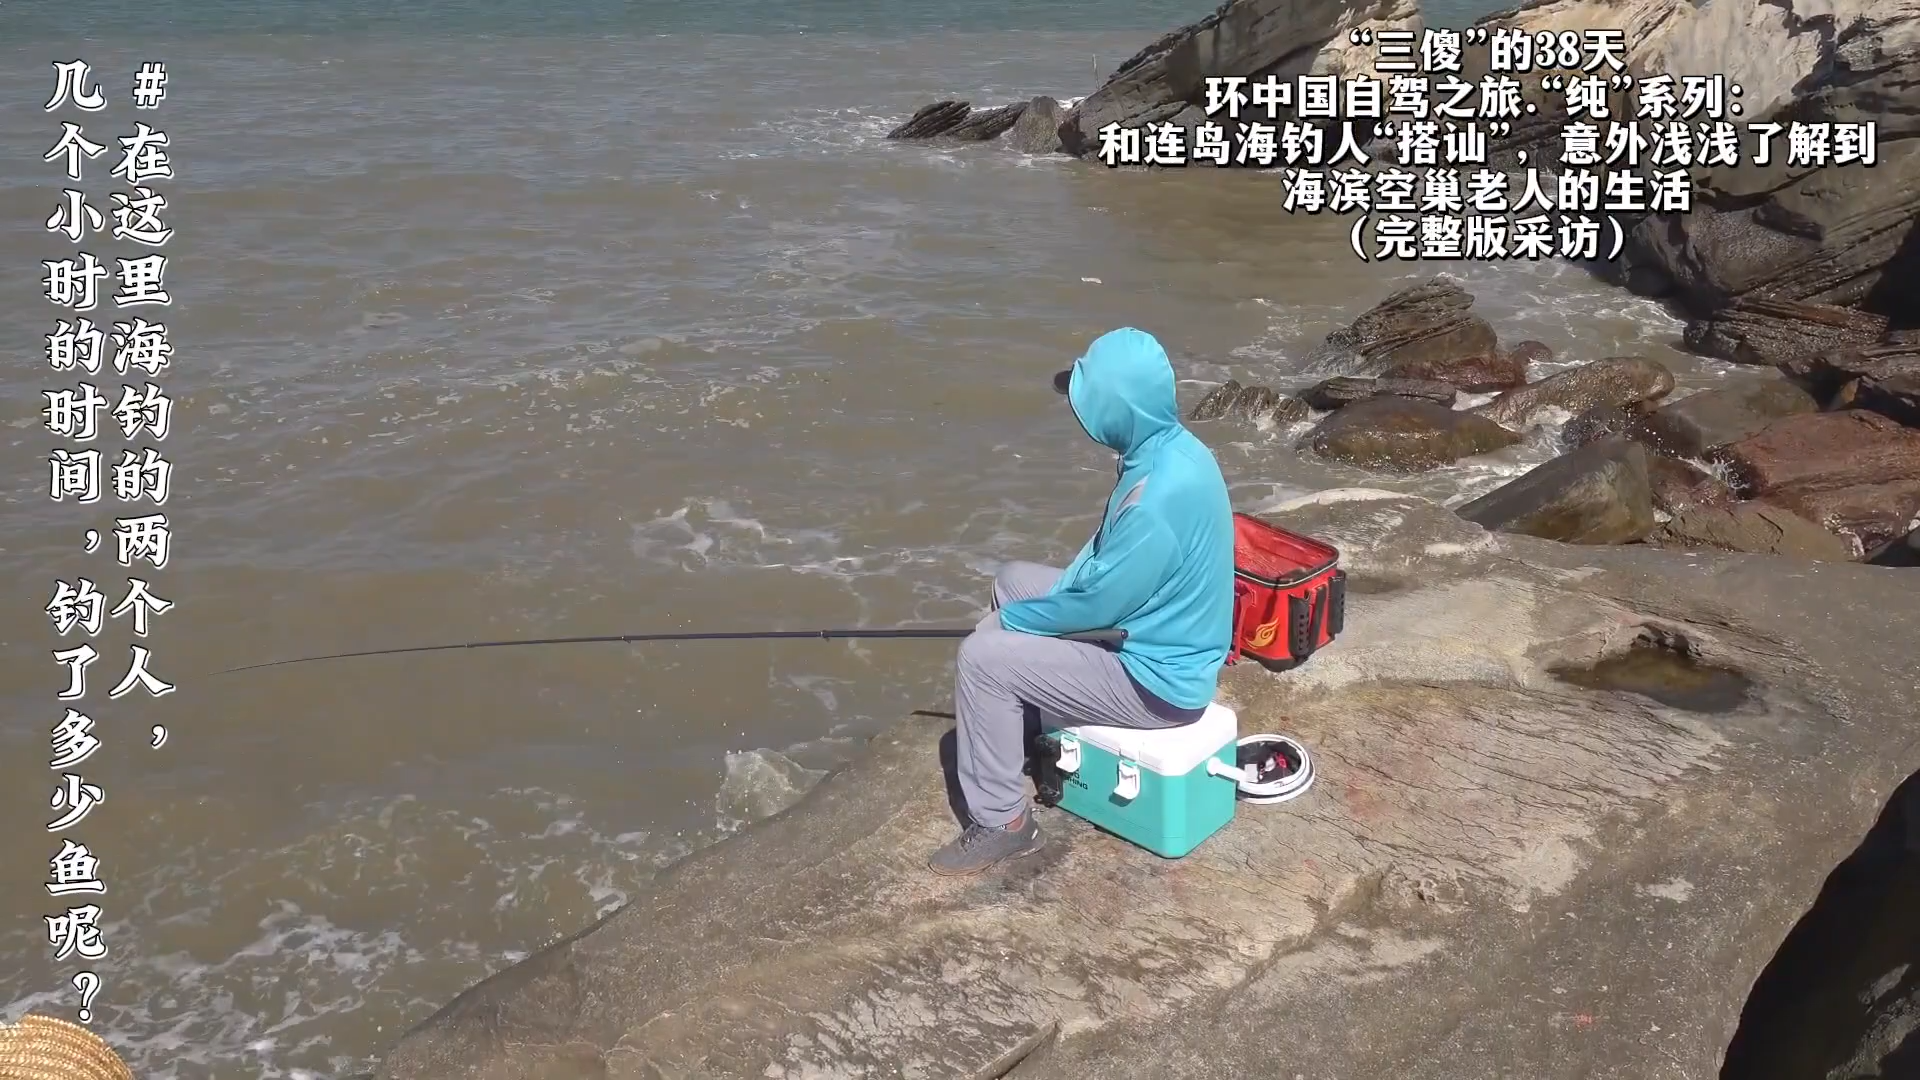 “三傻”的38天
环中国自驾之旅.“纯”系列：
和连岛海钓人“搭讪”，意外浅浅了解到
海滨空巢老人的生活
（完整版采访）
#在这里海钓的两个人，
几个小时的时间，钓了多少鱼呢？